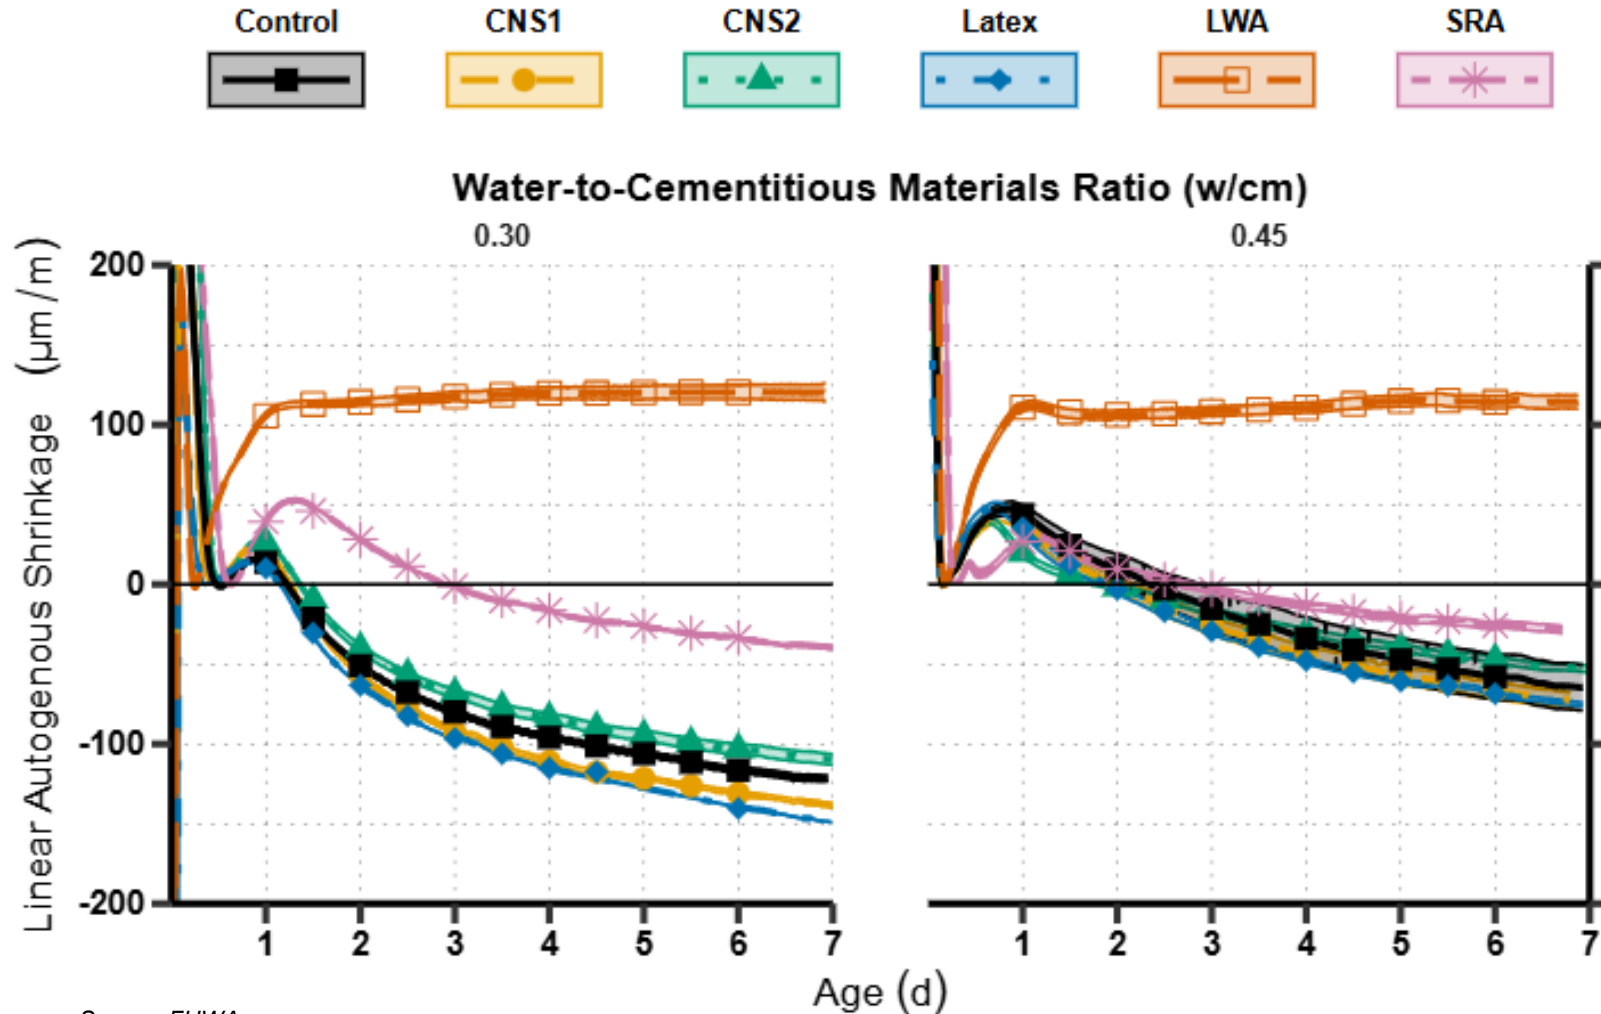 Control CNS1 CNS2 Latex LWA SRA
Water-to-Cementitious Materials Ratio (w/cm)
0.30 0.45
Linear Autogenous Shrinkage (μm/m)
200
100
0
-100
-200
1 2 3 4 5 6 7 1 2 3 4 5 6 7
Age (d)